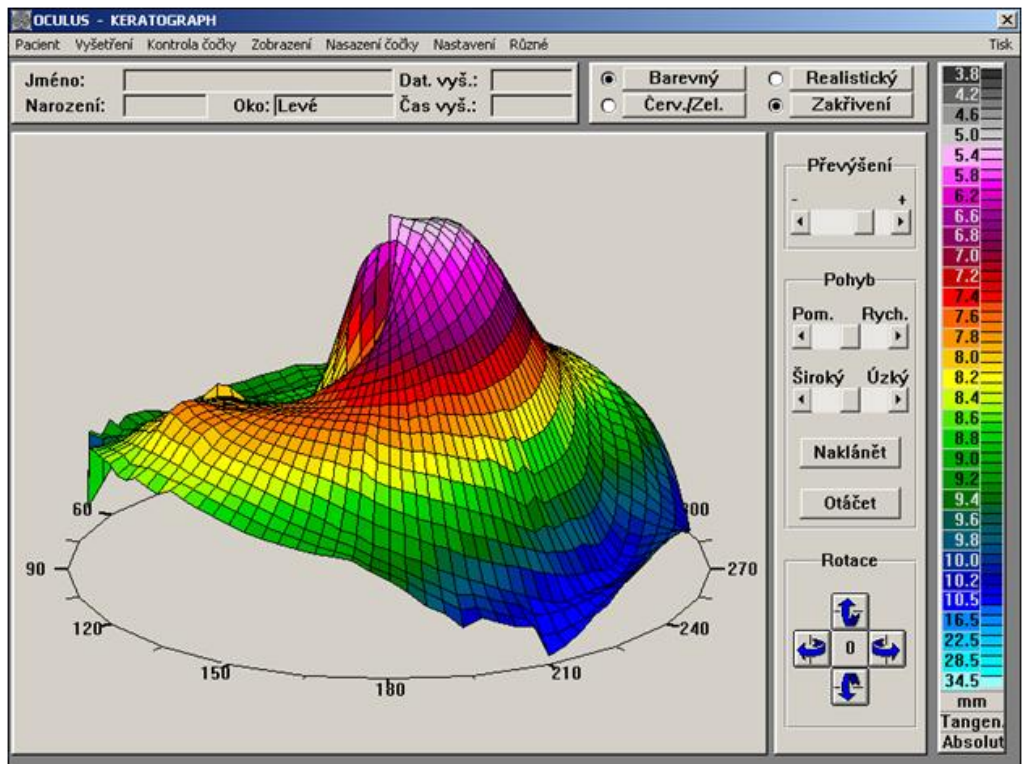 OCULUS - KERATOGRAPH
Pacient Vyšetření Kontrola čočky Zobrazení Nasazení čočky Nastavení Různé Tisk
Jméno: Dat. vyš.:
Narození: Oko: Levé Čas vyš.:
Barevný Realistický
Červ./Zel. Zakřivení
Převýšení
- +
Pohyb
Pom. Rych.
Široký Úzký
Naklánět
Otáčet
Rotace
0
60
90
120
150
180
210
240
270
300
3.8
4.2
4.6
5.0
5.4
5.8
6.2
6.6
6.8
7.0
7.2
7.4
7.6
7.8
8.0
8.2
8.4
8.6
8.8
9.0
9.2
9.4
9.6
9.8
10.0
10.2
10.5
16.5
22.5
28.5
34.5
mm
Tangen.
Absolut